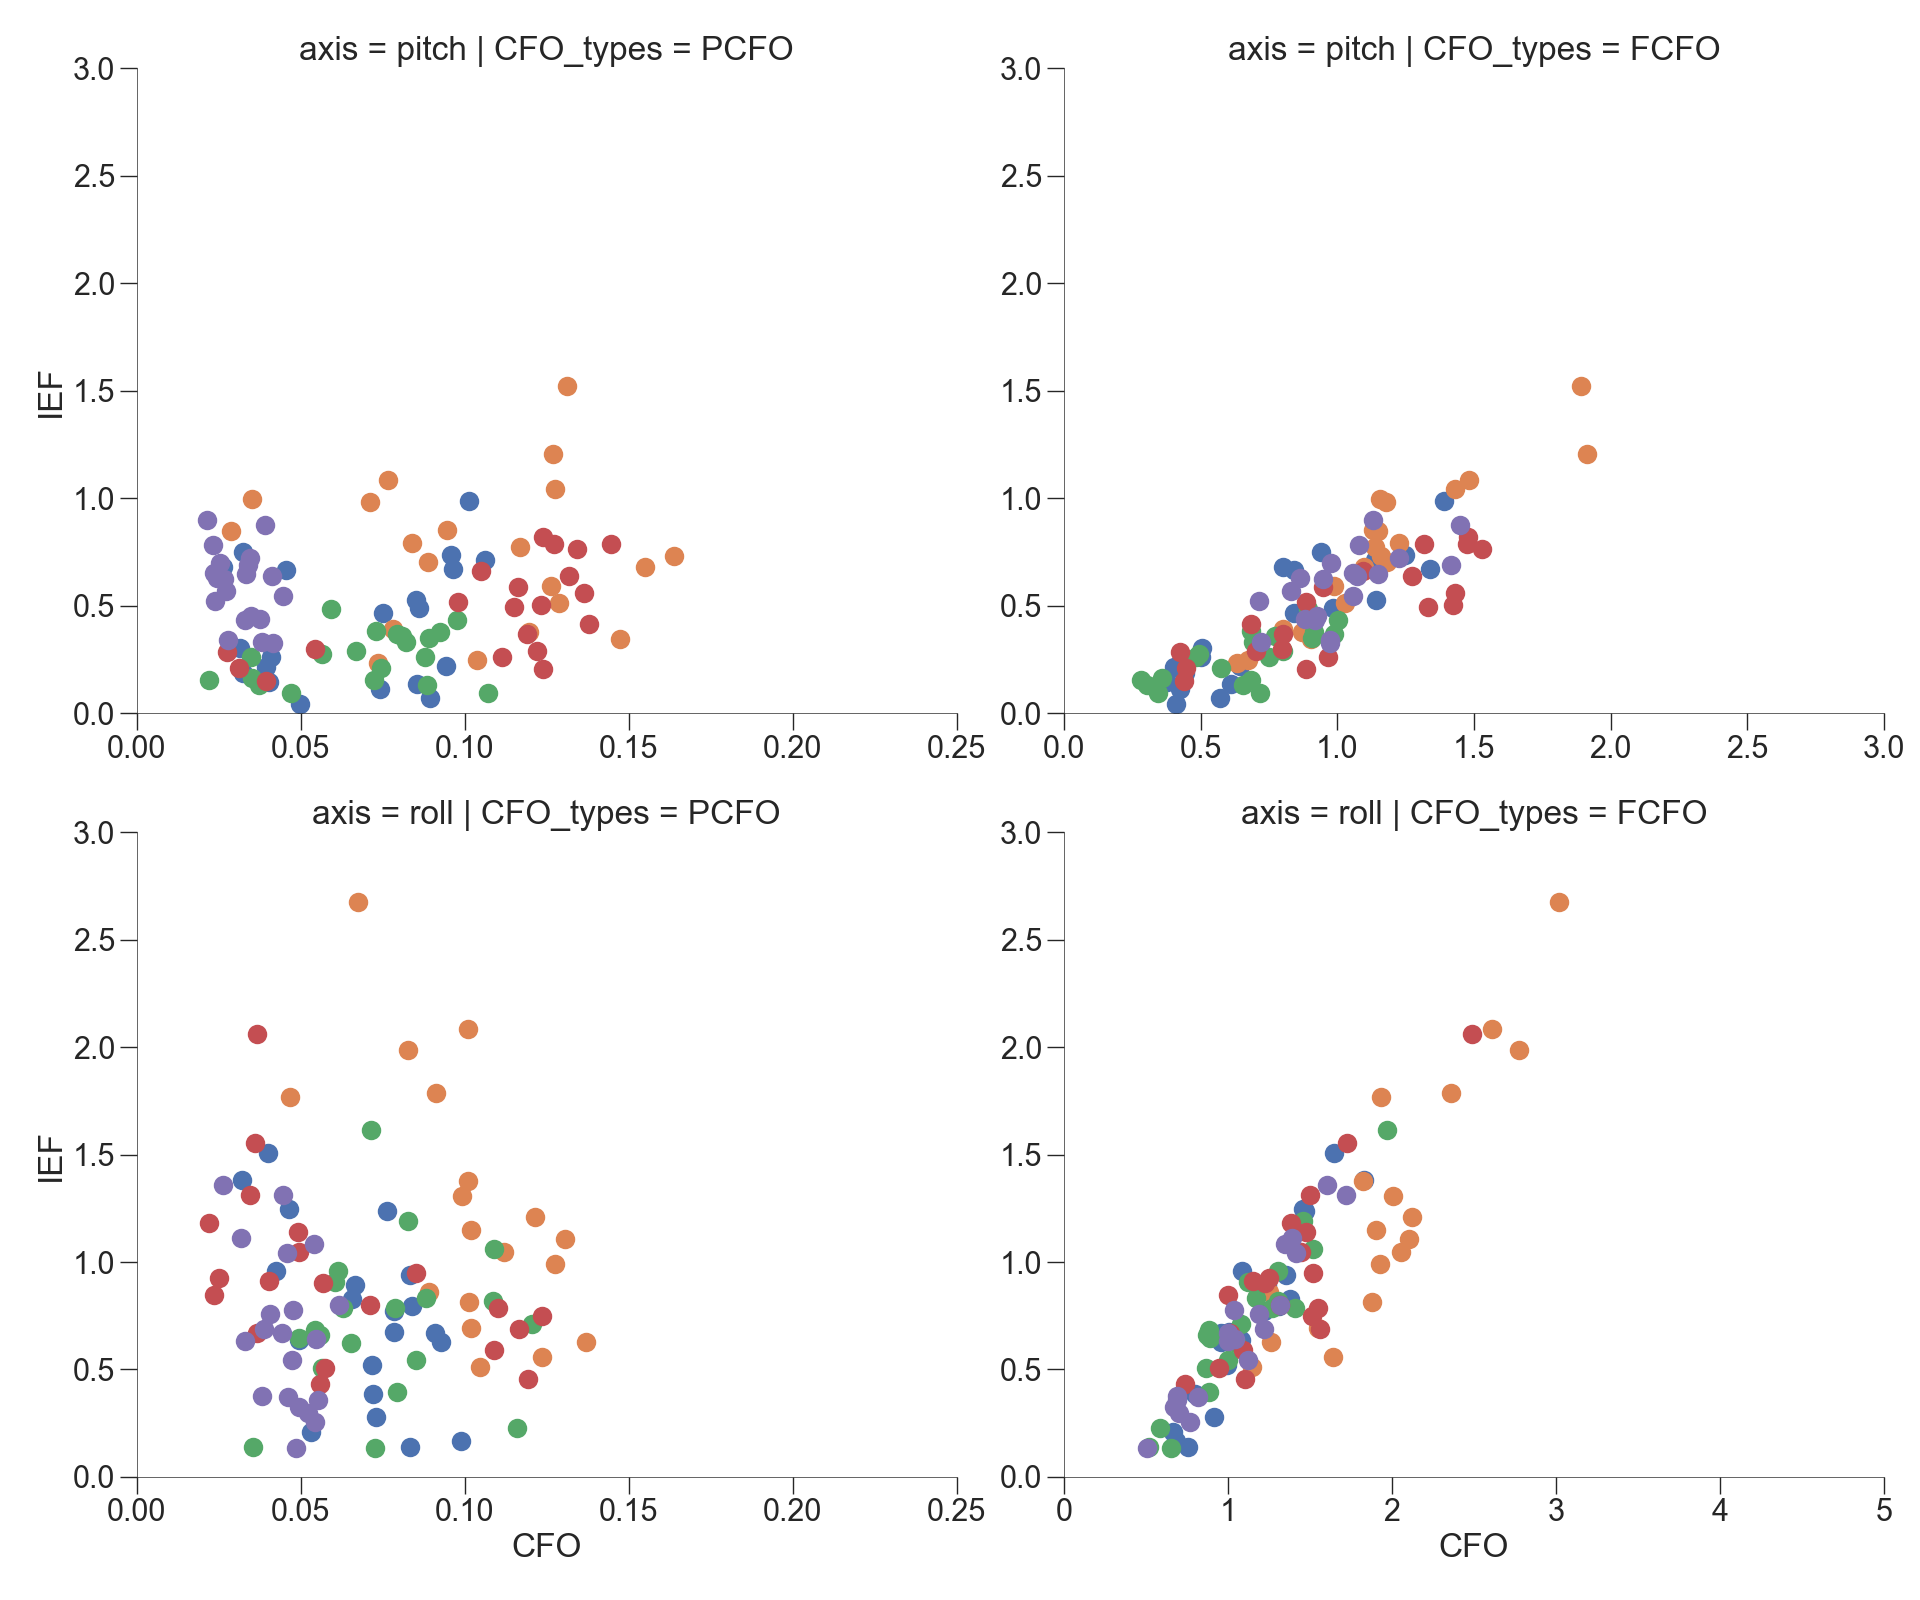 axis = pitch | CFO_types = PCFO
axis = pitch | CFO_types = FCFO
3.0
2.5
2.0
1.5
1.0
0.5
0.0
IEF
0.00 0.05 0.10 0.15 0.20 0.25
3.0
2.5
2.0
1.5
1.0
0.5
0.0
0.0 0.5 1.0 1.5 2.0 2.5 3.0
axis = roll | CFO_types = PCFO
axis = roll | CFO_types = FCFO
3.0
2.5
2.0
1.5
1.0
0.5
0.0
IEF
0.00 0.05 0.10 0.15 0.20 0.25
CFO
3.0
2.5
2.0
1.5
1.0
0.5
0.0
0 1 2 3 4 5
CFO